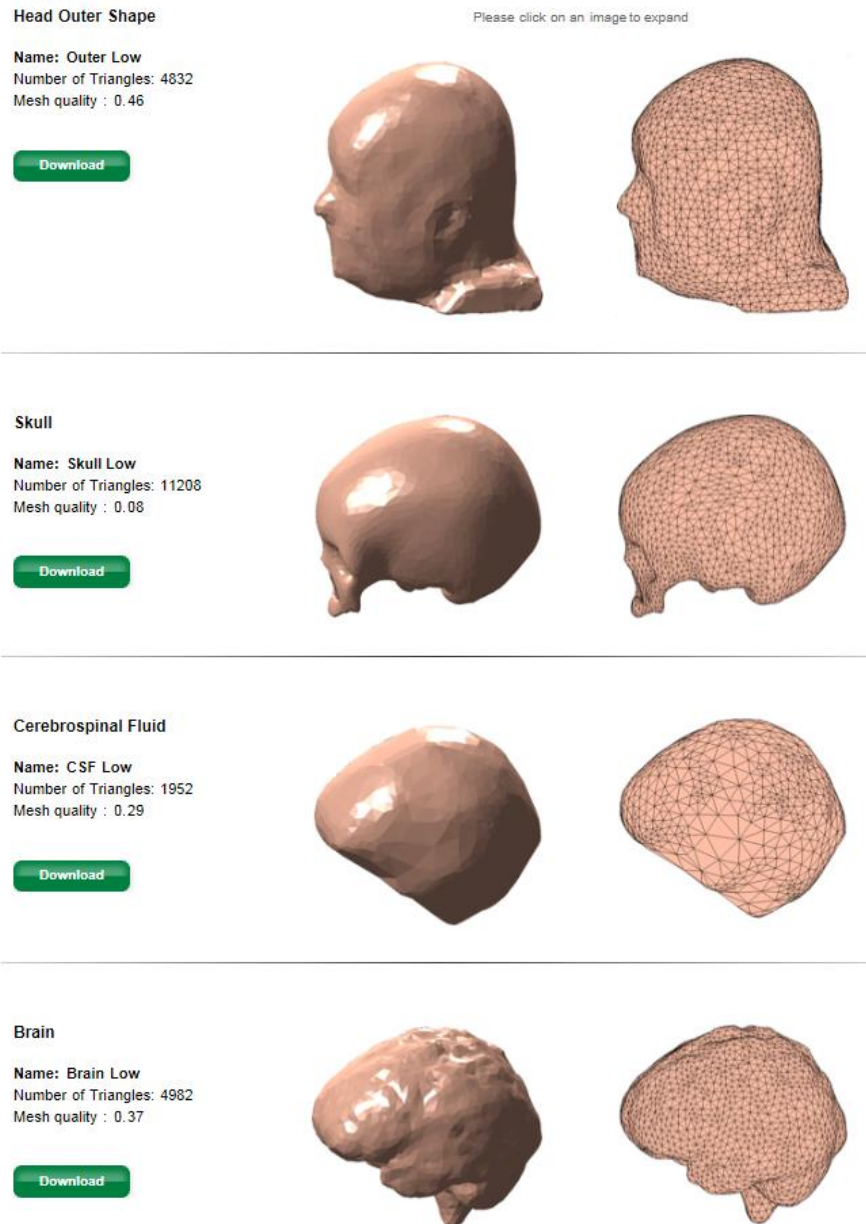 Head Outer Shape
Please click on an image to expand
Name: Outer Low
Number of Triangles: 4832
Mesh quality : 0.46
Download
Skull
Name: Skull Low
Number of Triangles: 11208
Mesh quality : 0.08
Download
Cerebrospinal Fluid
Name: CSF Low
Number of Triangles: 1952
Mesh quality : 0.29
Download
Brain
Name: Brain Low
Number of Triangles: 4982
Mesh quality : 0.37
Download